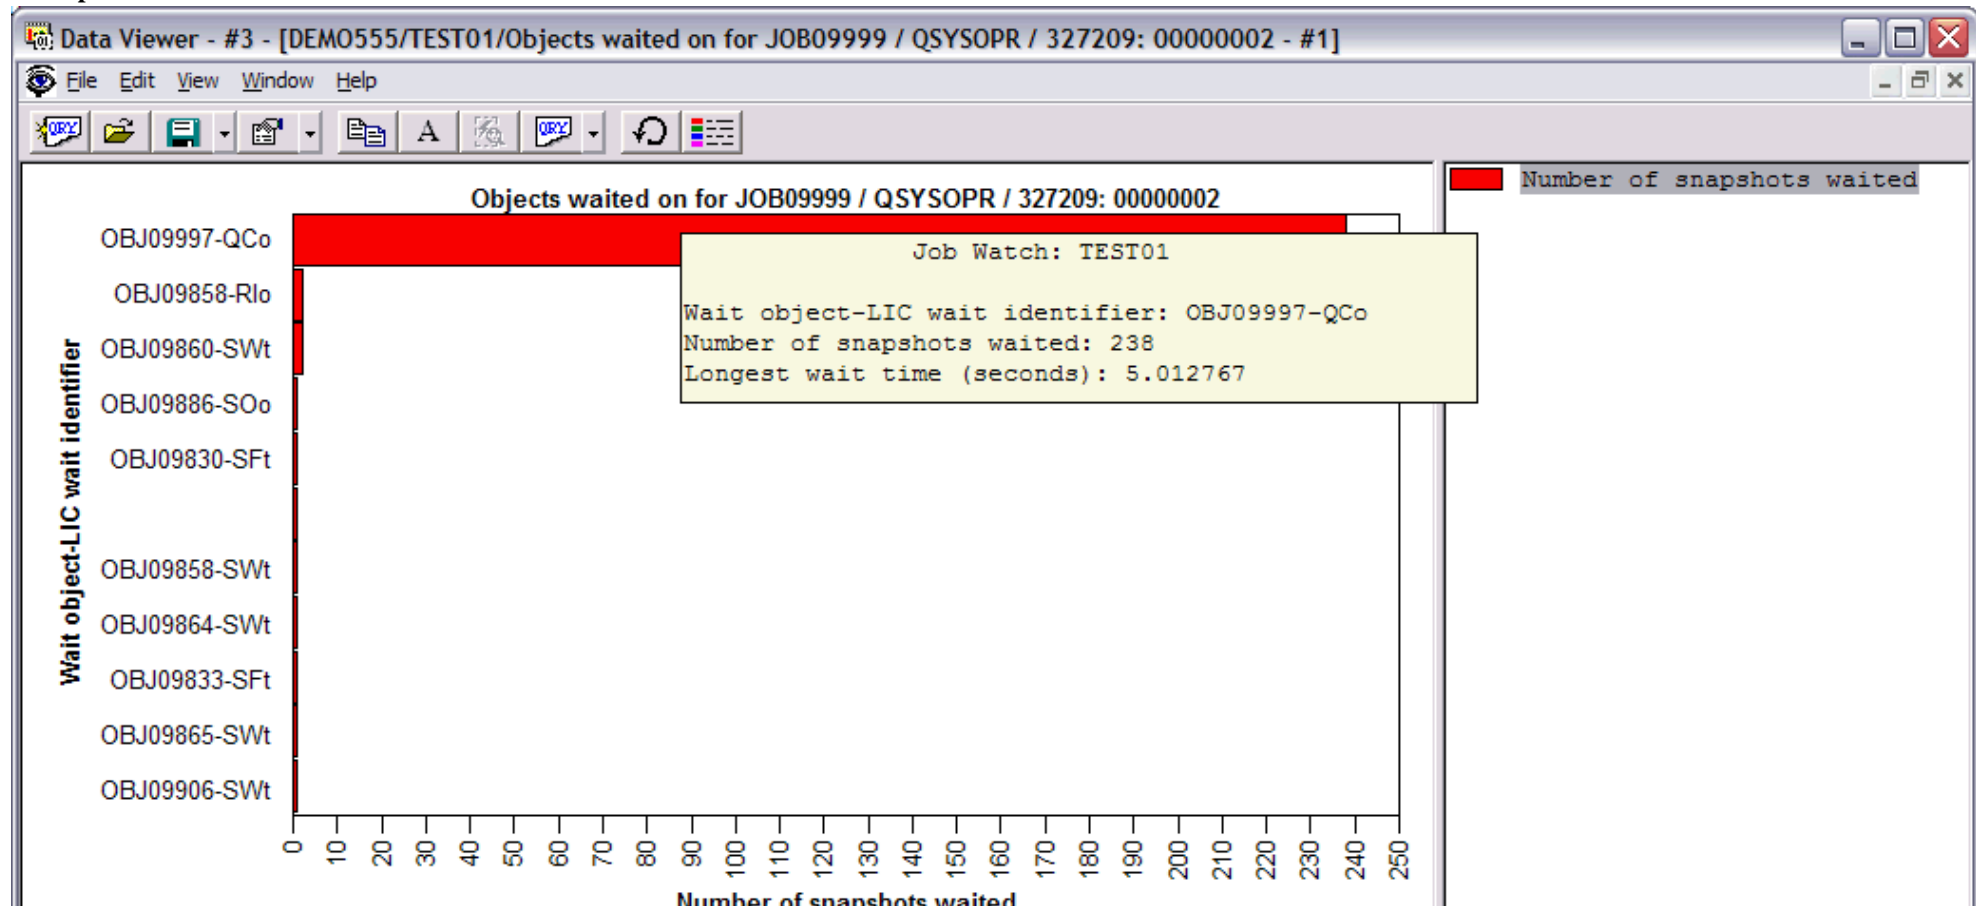 Data Viewer - #3 - [DEMO555/TEST01/Objects waited on for JOB09999 / QSYSOPR / 327209: 00000002 - #1]
File Edit View Window Help
QRY A QRY
Objects waited on for JOB09999 / QSYSOPR / 327209: 00000002
Number of snapshots waited
Job Watch: TEST01
Wait object-LIC wait identifier: OBJ09997-QCo
Number of snapshots waited: 238
Longest wait time (seconds): 5.012767
Wait object-LIC wait identifier
OBJ09997-QCo
OBJ09858-RIo
OBJ09860-SWt
OBJ09886-SOo
OBJ09830-SFt
OBJ09858-SWt
OBJ09864-SWt
OBJ09833-SFt
OBJ09865-SWt
OBJ09906-SWt
0 10 20 30 40 50 60 70 80 90 100 110 120 130 140 150 160 170 180 190 200 210 220 230 240 250
Number of snapshots waited